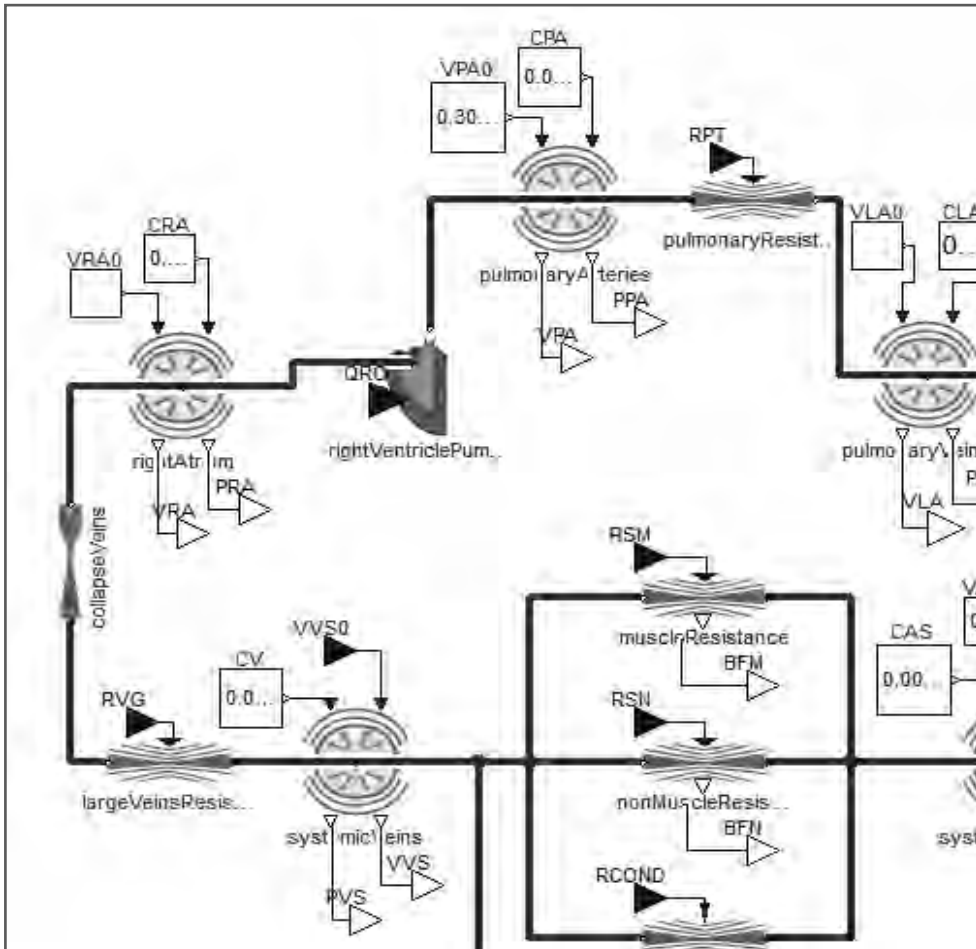 CPA
VPA0
0.0...
0.30...
RPT
pulmonaryResist...
pulmonaryArteries
PPA
VPA
VLA0
CLA
0....
CRA
VRA0
0....
QRO
rightVentriclePum...
rightAtrium
PRA
VRA
VLA
collapseVeins
RSM
muscleResistance
BFM
VVS0
CV
0.0...
RVG
largeVeinsResis...
systemicVeins
VVS
PVS
RSN
nonMuscleResis...
BFN
RCOND
CAS
0.00...
syst